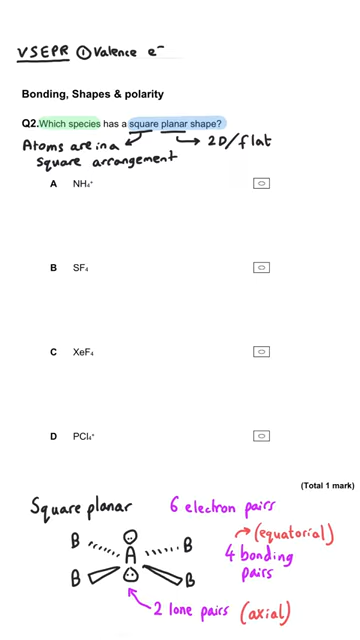 VSEPR ① Valence e⁻
Bonding, Shapes & polarity
Q2.Which species has a square planar shape?
Atoms are in a square arrangement → 2D/flat
A NH₄⁺
B SF₄
C XeF₄
D PCl₄⁺
(Total 1 mark)
Square planar 6 electron pairs
(equatorial)
B A B 4 bonding
B B pairs
2 lone pairs (axial)